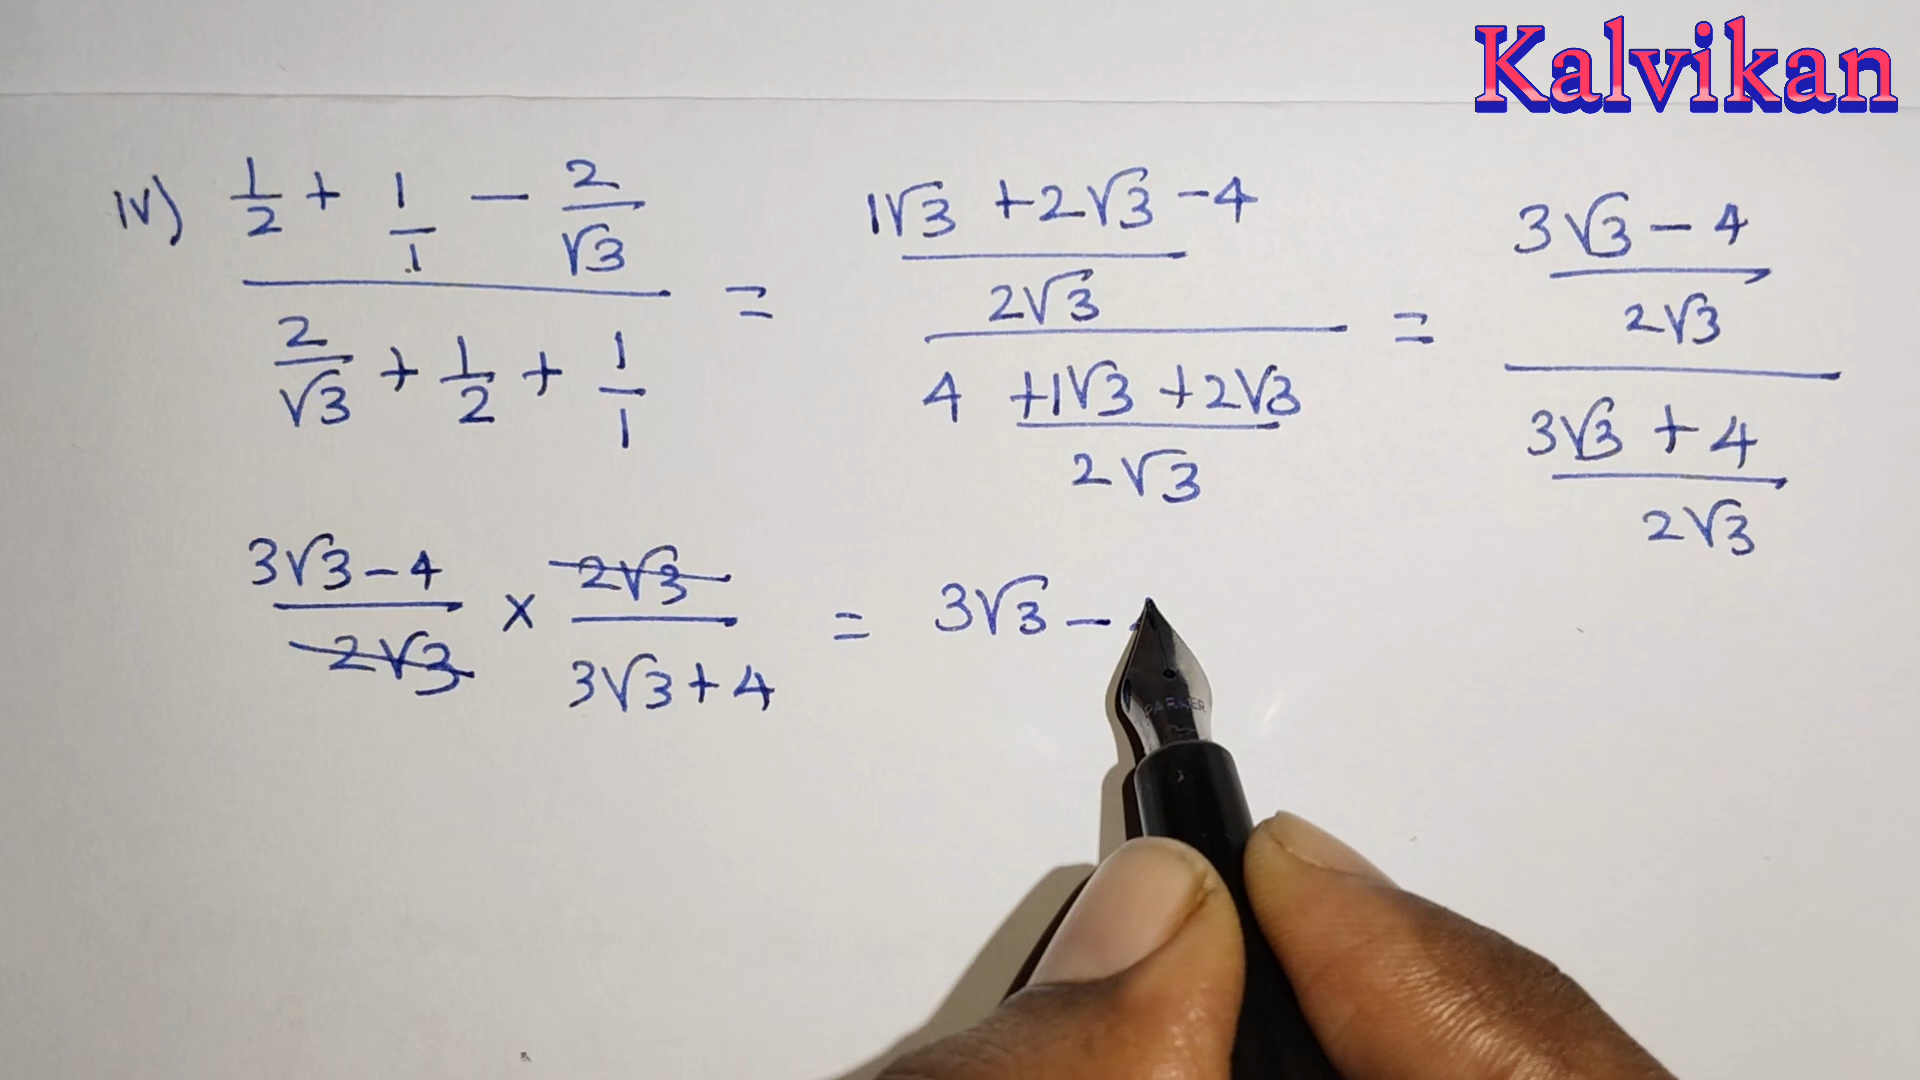 Kalvikan
iv) 1/2 + 1/1 − 2/√3 / 2/√3 + 1/2 + 1/1 = 1√3 + 2√3 − 4 / 2√3 / 4 + 1√3 + 2√3 / 2√3 = 3√3 − 4 / 2√3 / 3√3 + 4 / 2√3
3√3 − 4 / 2√3 × 2√3 / 3√3 + 4 = 3√3 −
PARKER